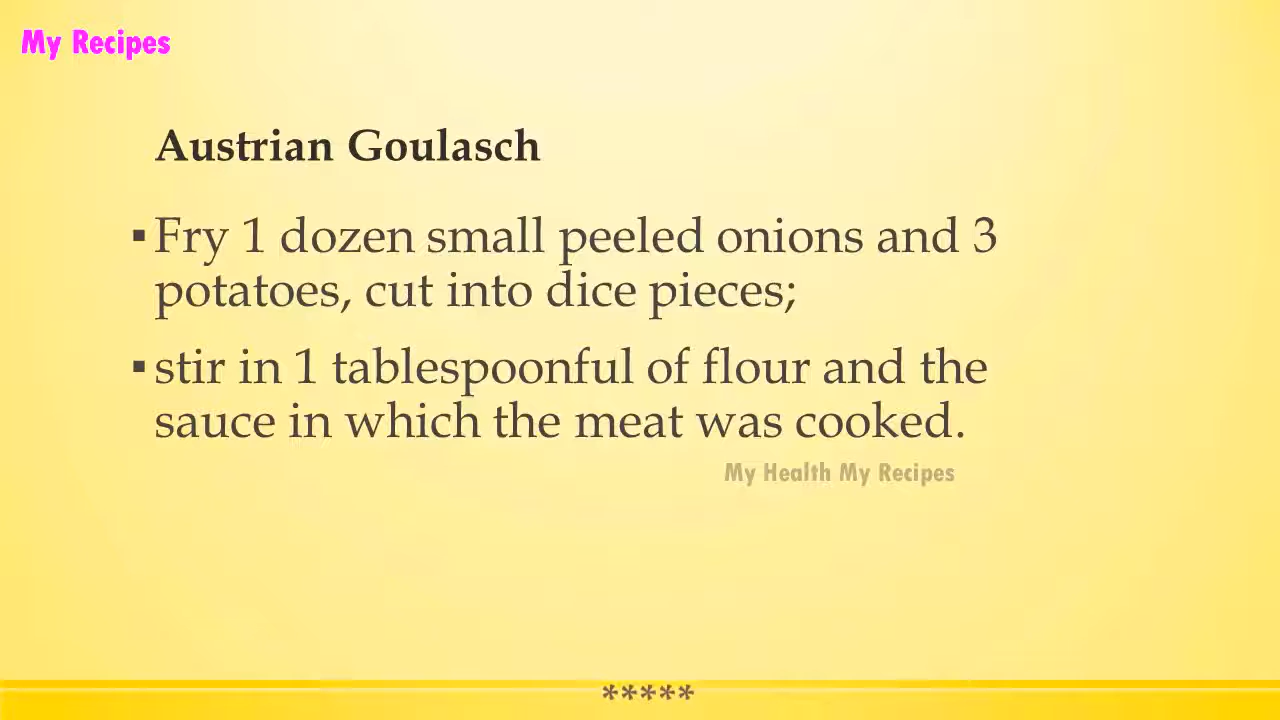 My Recipes
Austrian Goulasch
▪ Fry 1 dozen small peeled onions and 3
potatoes, cut into dice pieces;
▪ stir in 1 tablespoonful of flour and the
sauce in which the meat was cooked.
My Health My Recipes
*****